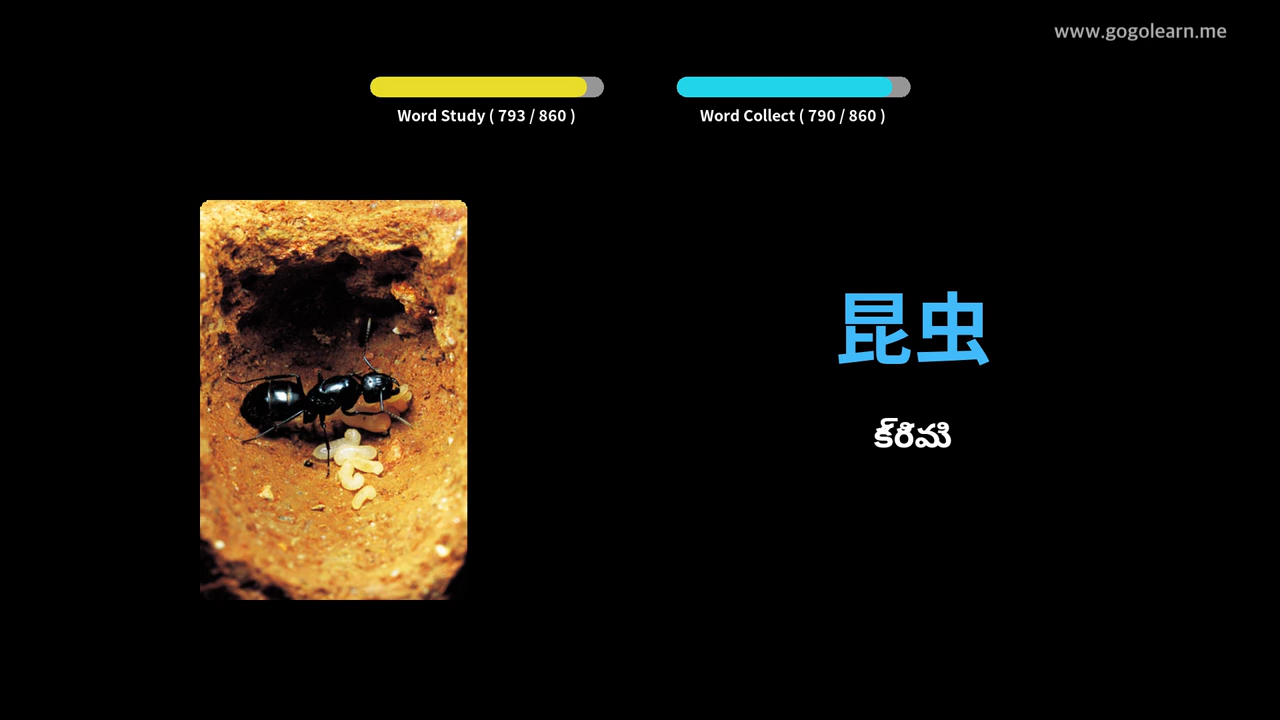 www.gogolearn.me
Word Study ( 793 / 860 )
Word Collect ( 790 / 860 )
昆虫
క్రిమి